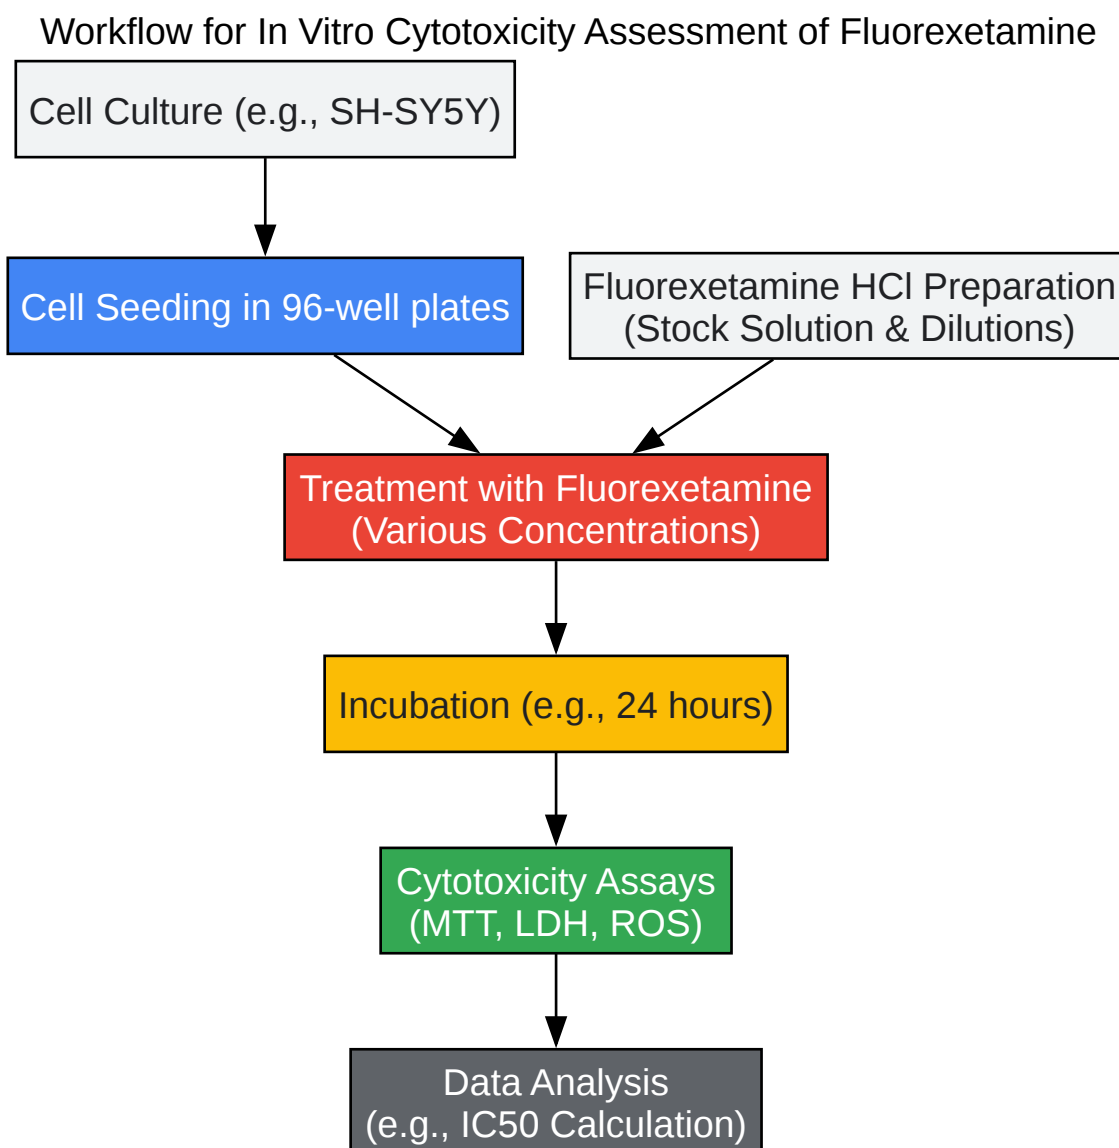 Workflow for In Vitro Cytotoxicity Assessment of Fluorexetamine
Cell Culture (e.g., SH-SY5Y)
Cell Seeding in 96-well plates
Fluorexetamine HCl Preparation
(Stock Solution & Dilutions)
Treatment with Fluorexetamine
(Various Concentrations)
Incubation (e.g., 24 hours)
Cytotoxicity Assays
(MTT, LDH, ROS)
Data Analysis
(e.g., IC50 Calculation)